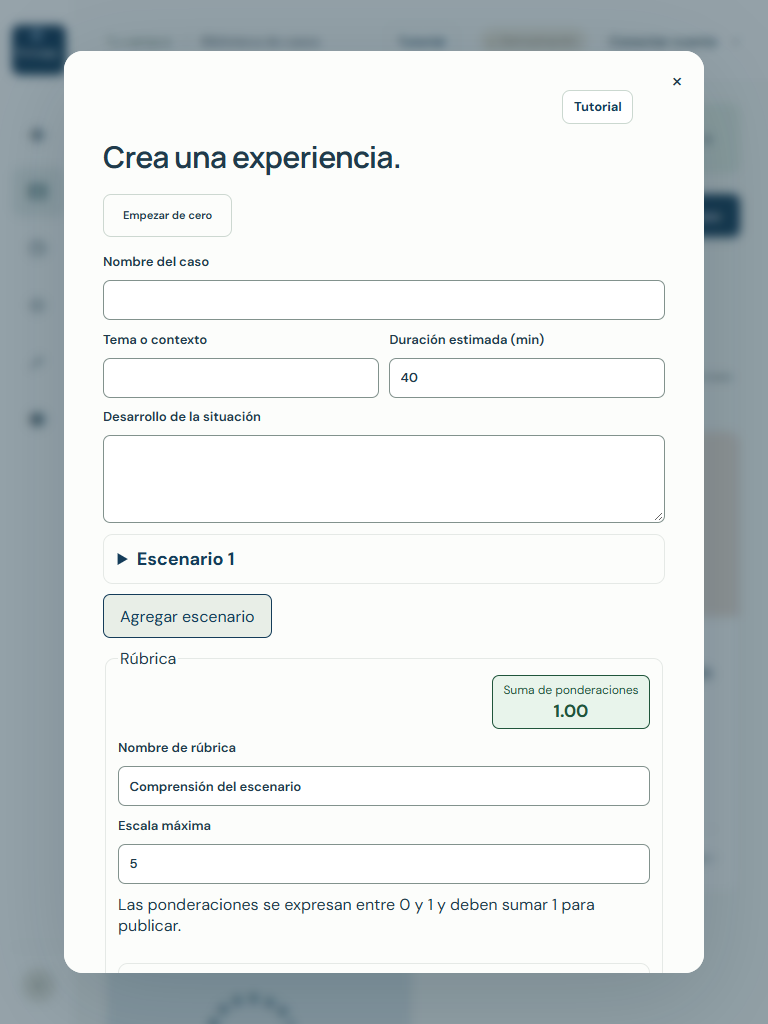 ×
Tutorial
Crea una experiencia.
Empezar de cero
Nombre del caso
Tema o contexto
Duración estimada (min)
40
Desarrollo de la situación
▶ Escenario 1
Agregar escenario
Rúbrica
Suma de ponderaciones
1.00
Nombre de rúbrica
Comprensión del escenario
Escala máxima
5
Las ponderaciones se expresan entre 0 y 1 y deben sumar 1 para
publicar.